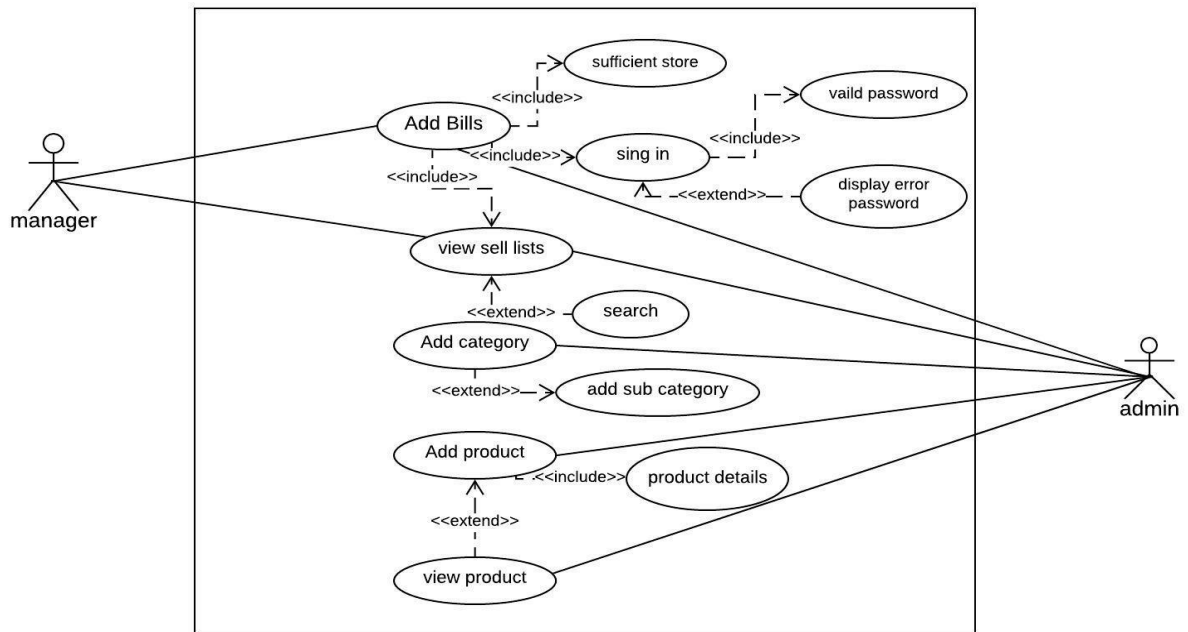 sufficient store
<<include>>
vaild password
Add Bills
<<include>>
<<include>>
sing in
<<include>>
display error
password
<<extend>>
manager
view sell lists
<<extend>>
search
Add category
<<extend>>
add sub category
admin
Add product
<<include>>
product details
<<extend>>
view product